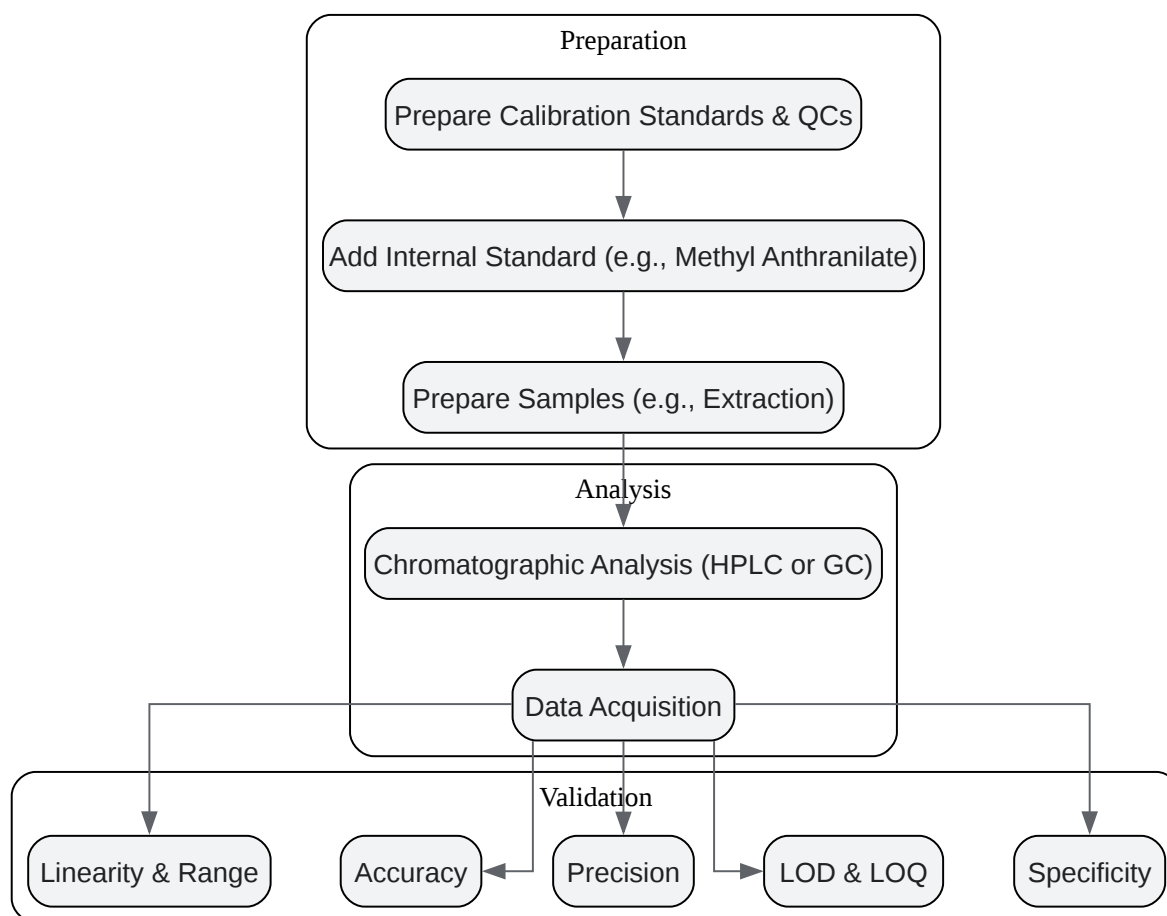 Preparation
Prepare Calibration Standards & QCs
Add Internal Standard (e.g., Methyl Anthranilate)
Prepare Samples (e.g., Extraction)
Analysis
Chromatographic Analysis (HPLC or GC)
Data Acquisition
Validation
Linearity & Range
Accuracy
Precision
LOD & LOQ
Specificity